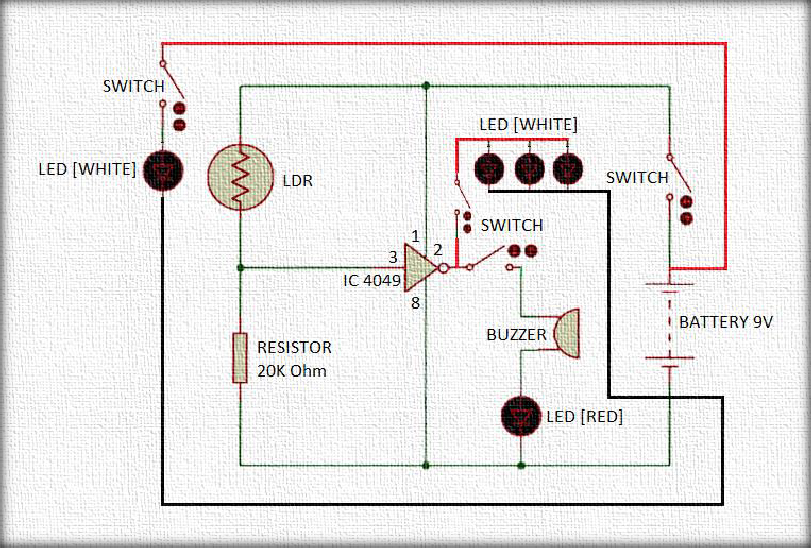 SWITCH
LED [WHITE]
LED [WHITE]
LDR
SWITCH
SWITCH
1
2
3
IC 4049
8
BATTERY 9V
BUZZER
RESISTOR
20K Ohm
LED [RED]